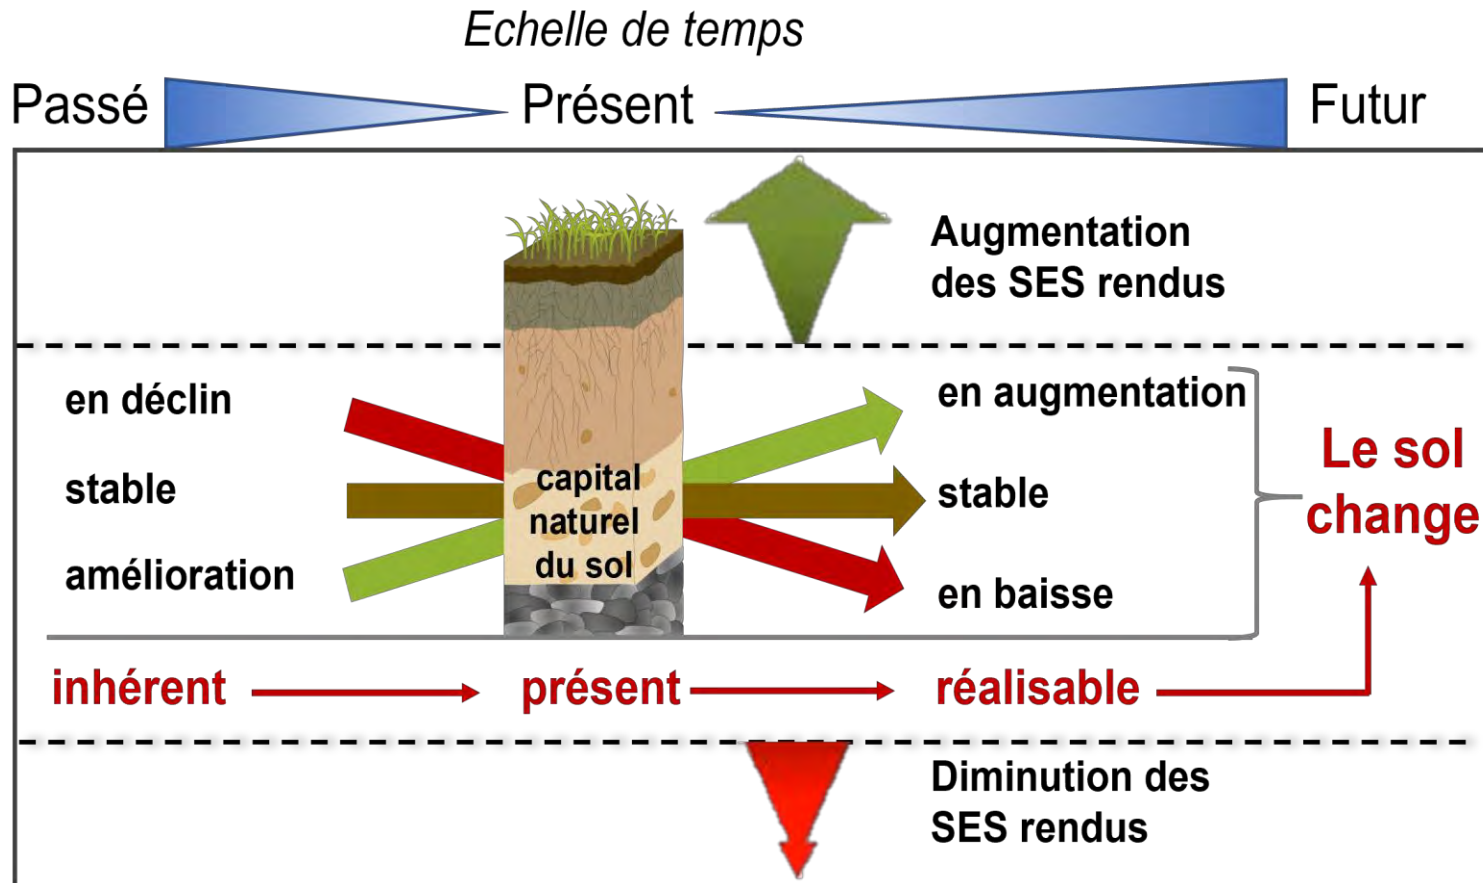 Echelle de temps
Passé
Présent
Futur
Augmentation
des SES rendus
en déclin
stable
amélioration
capital
naturel
du sol
en augmentation
stable
en baisse
Le sol
change
inhérent
présent
réalisable
Diminution des
SES rendus